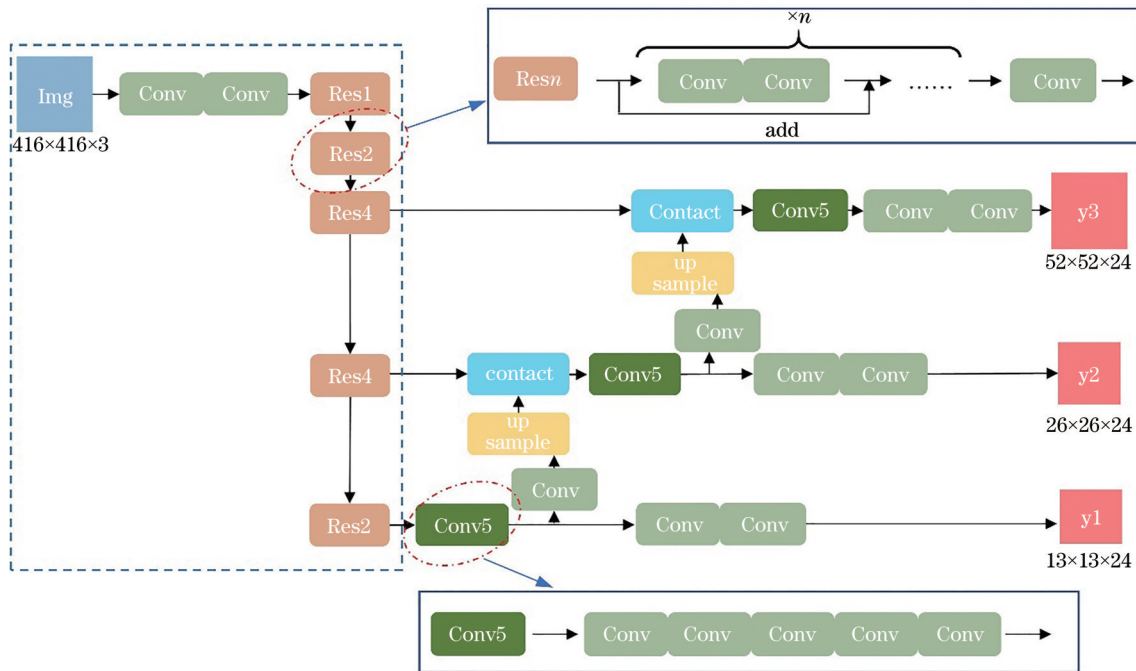 ×n
Img
Conv
Conv
Res1
Resn
Conv
Conv
......
Conv
add
416×416×3
Res2
Res4
Contact
Conv5
Conv
Conv
y3
52×52×24
up
sample
Conv
Res4
contact
Conv5
Conv
Conv
y2
26×26×24
up
sample
Conv
Res2
Conv5
Conv
Conv
y1
13×13×24
Conv5
Conv
Conv
Conv
Conv
Conv